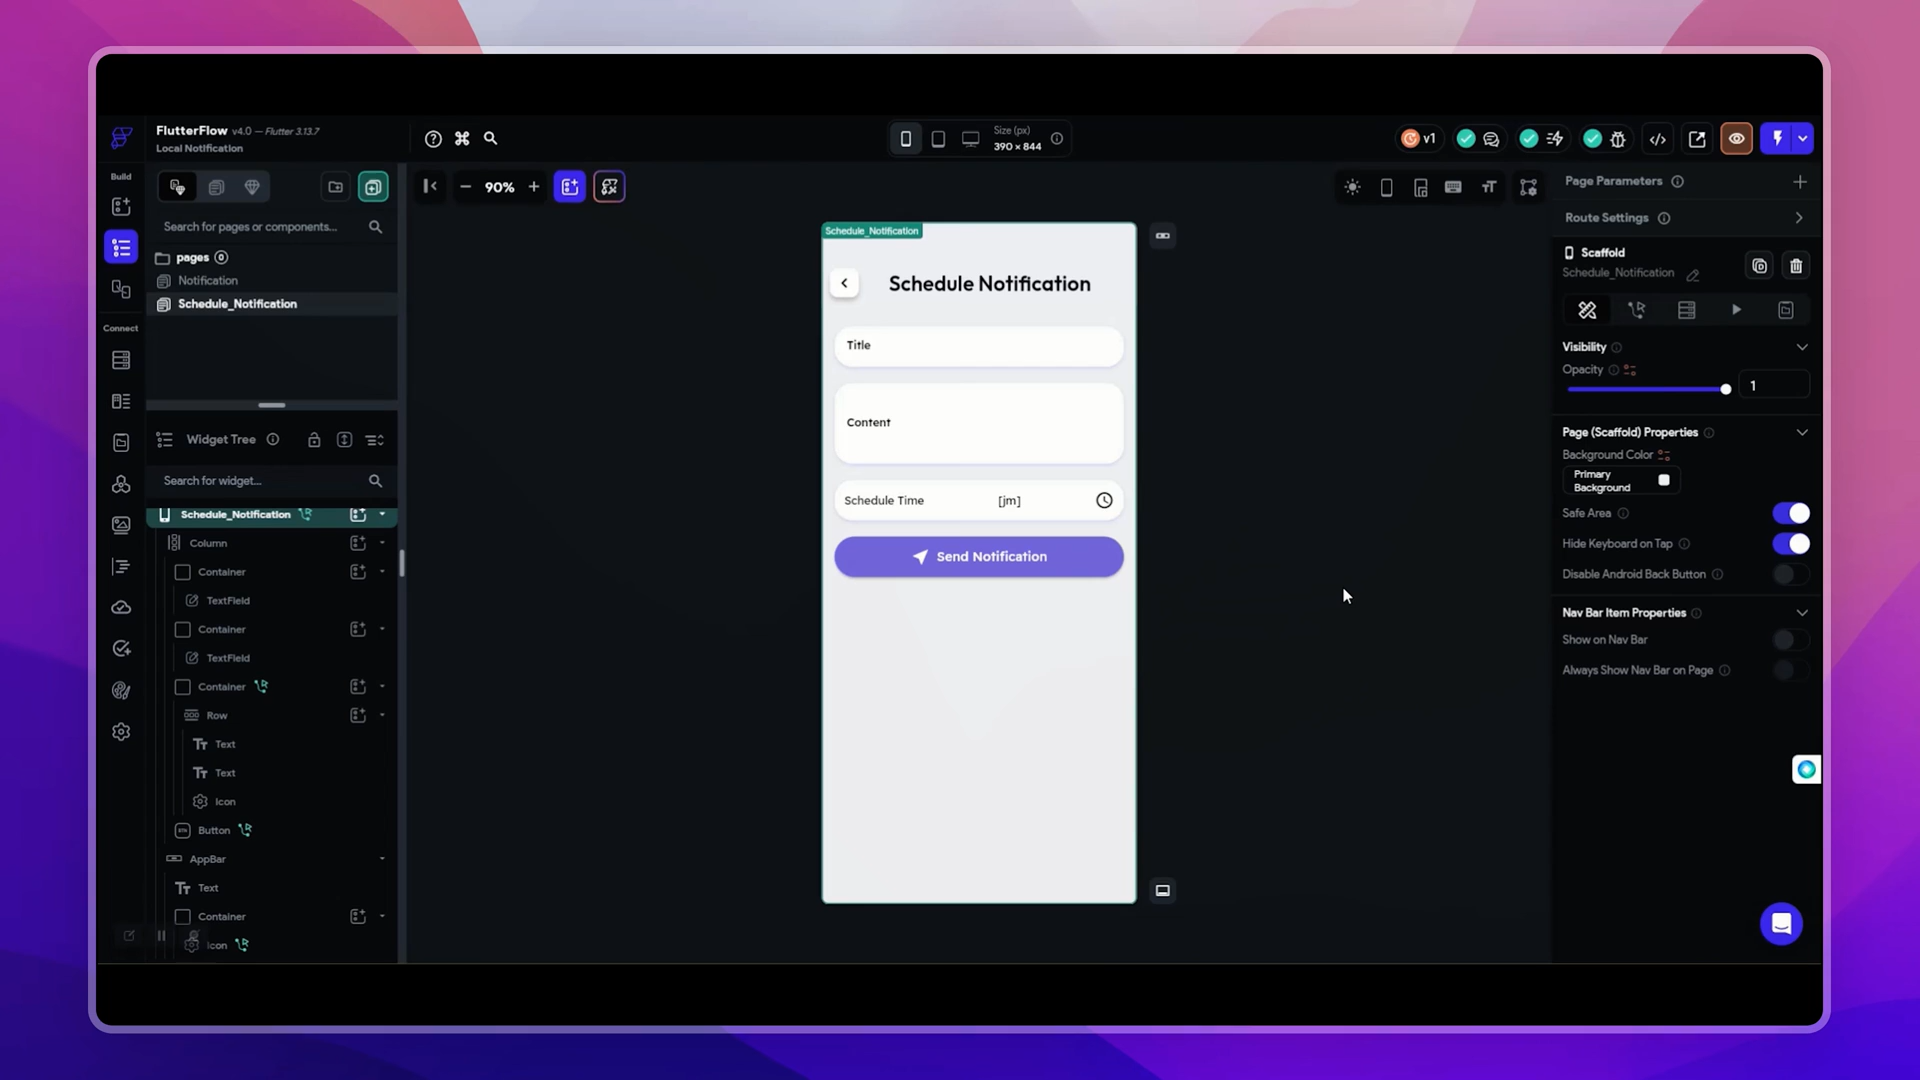 FlutterFlow v4.0 — Flutter 3.13.7
Local Notification
Size (px)
390 × 844
v1
Build
90%
Page Parameters
Search for pages or components...
Route Settings
pages 0
Notification
Schedule_Notification
Connect
Schedule_Notification
Schedule Notification
Title
Content
Schedule Time [jm]
Send Notification
Scaffold
Schedule_Notification
Visibility
Opacity
1
Page (Scaffold) Properties
Background Color
Primary
Background
Safe Area
Hide Keyboard on Tap
Disable Android Back Button
Nav Bar Item Properties
Show on Nav Bar
Always Show Nav Bar on Page
Widget Tree
Search for widget...
Schedule_Notification
Column
Container
TextField
Container
TextField
Container
Row
Text
Text
Icon
Button
AppBar
Text
Container
Icon